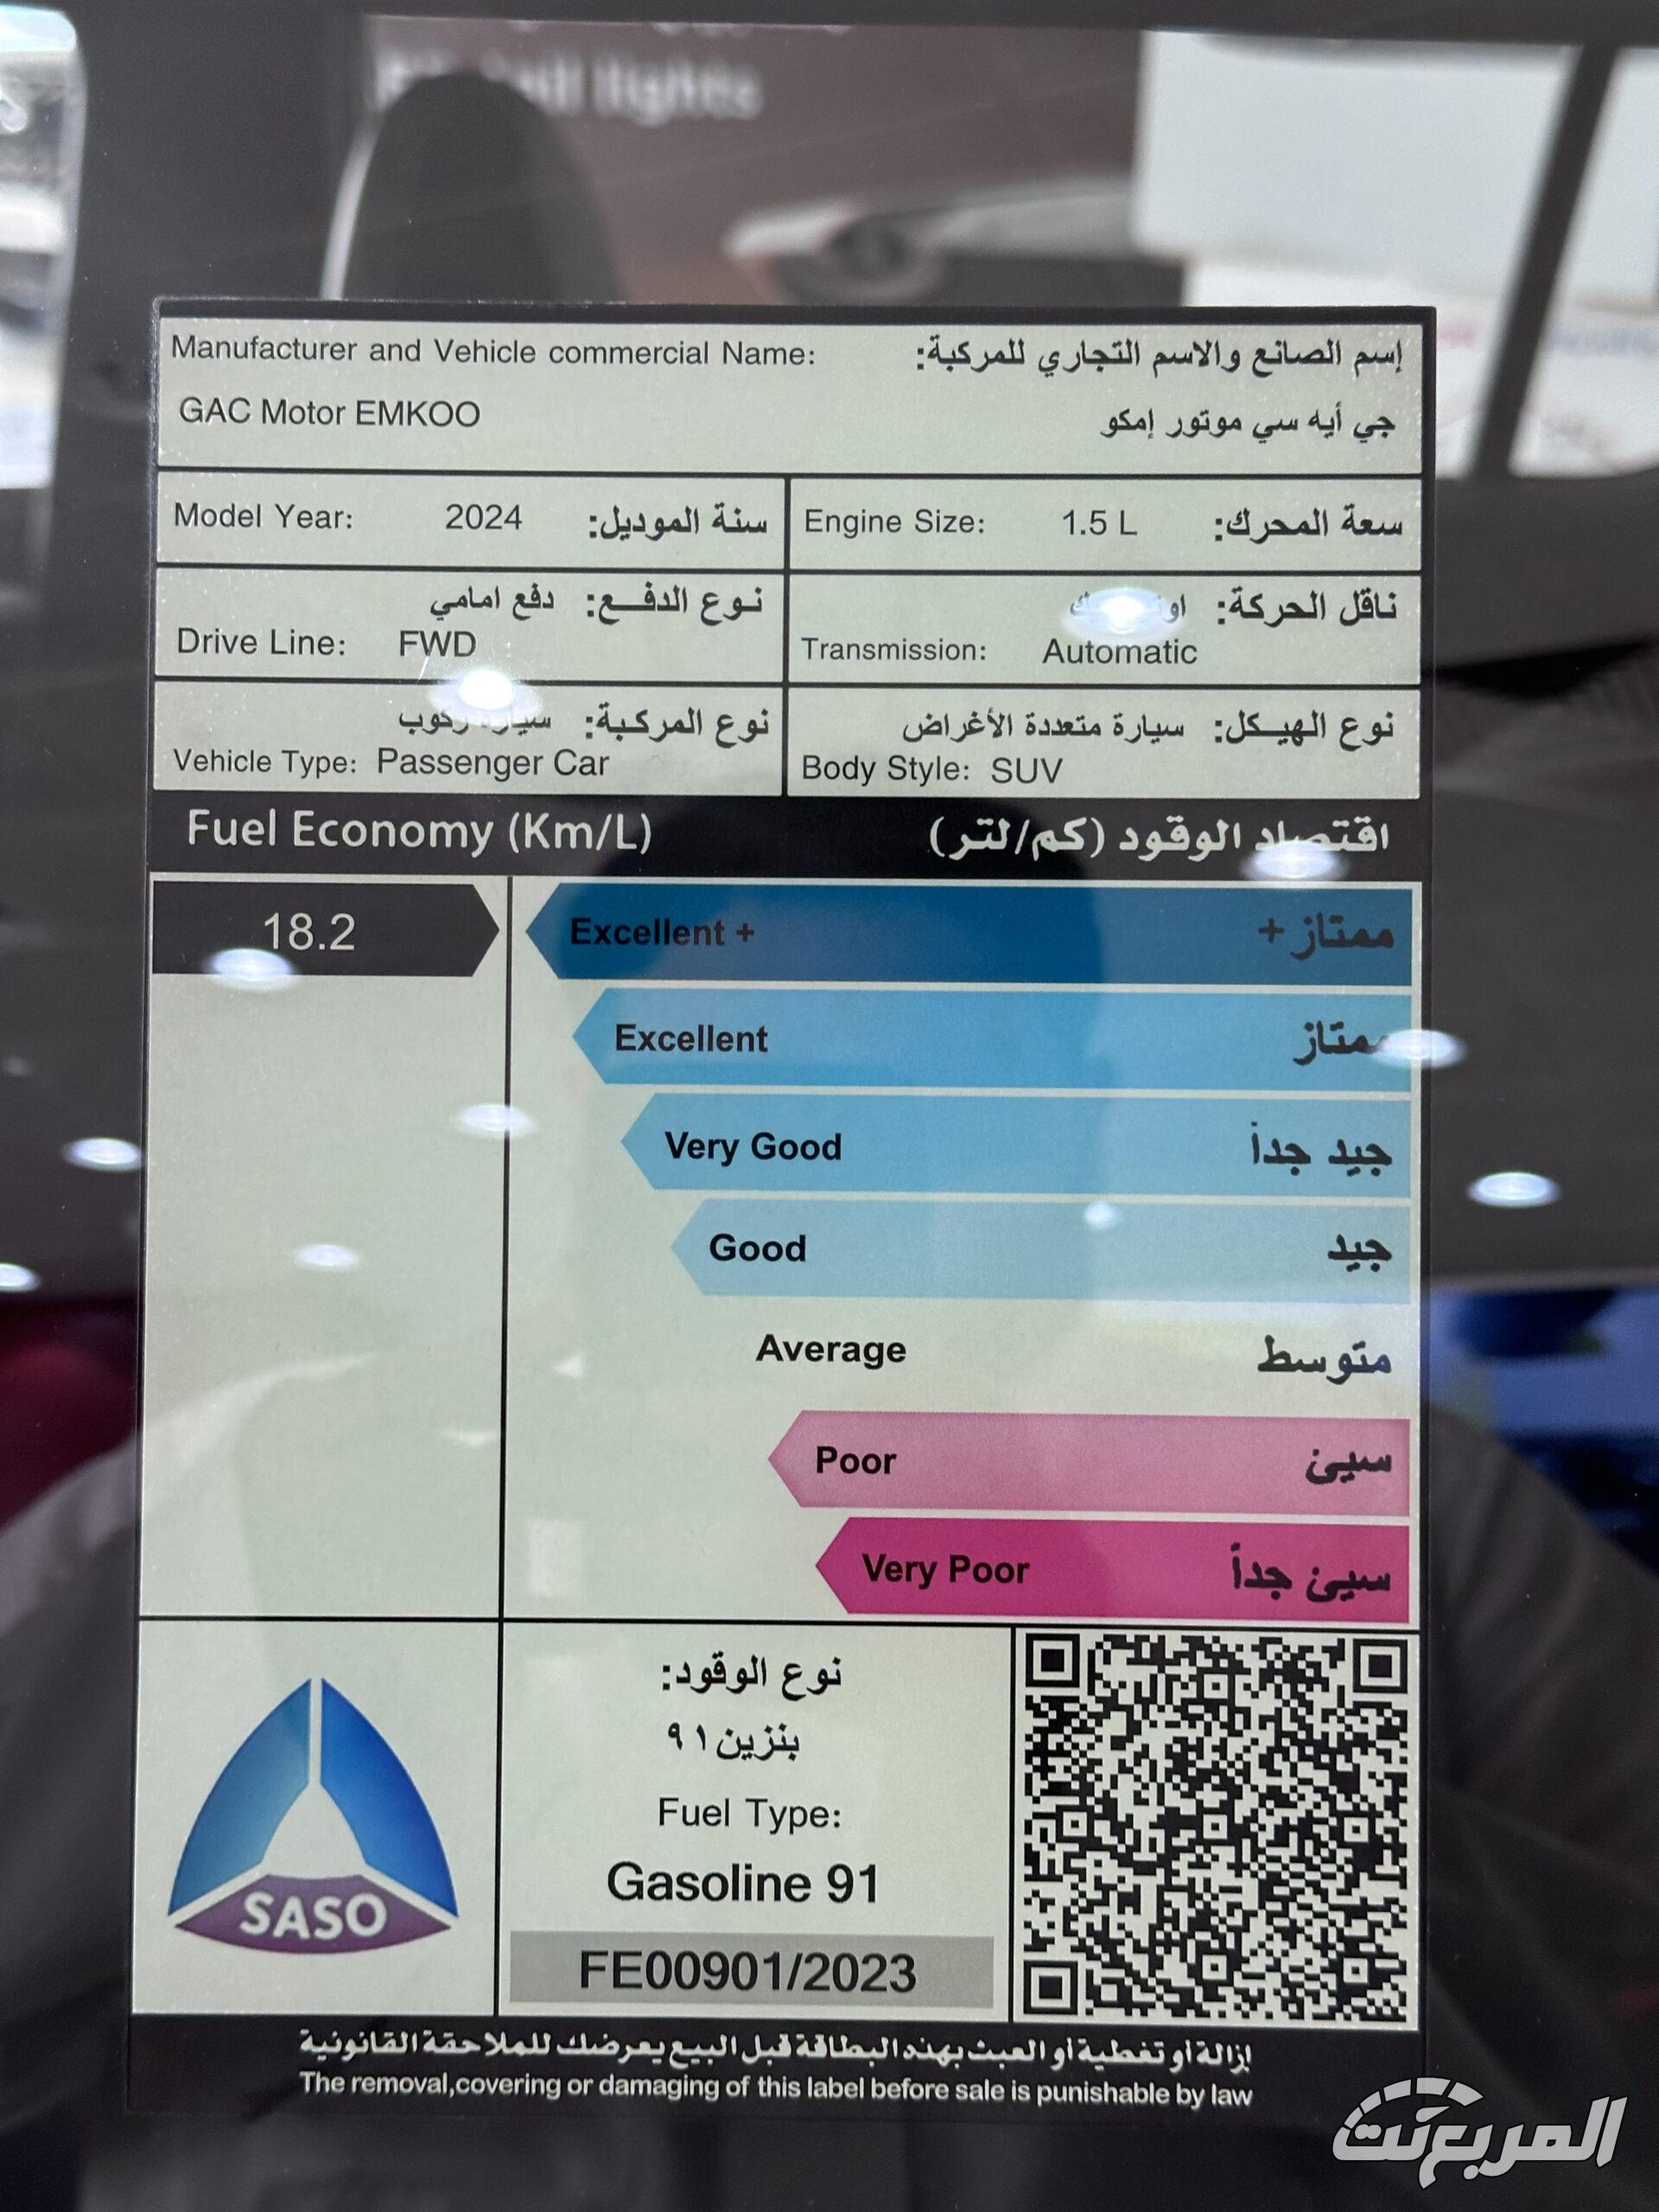 lights
Manufacturer and Vehicle commercial Name: إسم الصانع والاسم التجاري للمركبة:
GAC Motor EMKOO جي أيه سي موتور إمكو
Model Year: 2024 سنة الموديل:
Engine Size: 1.5 L سعة المحرك:
نوع الدفع: دفع امامي
Drive Line: FWD
ناقل الحركة:
Transmission: Automatic
نوع المركبة: سيارة ركوب
Vehicle Type: Passenger Car
نوع الهيكل: سيارة متعددة الأغراض
Body Style: SUV
Fuel Economy (Km/L) اقتصاد الوقود (كم/لتر)
18.2
Excellent + ممتاز +
Excellent ممتاز
Very Good جيد جداً
Good جيد
Average متوسط
Poor سيئ
Very Poor سيئ جداً
SASO
نوع الوقود:
بنزين ٩١
Fuel Type:
Gasoline 91
FE00901/2023
إزالة أو تغطية أو العبث بهذه البطاقة قبل البيع يعرضك للملاحقة القانونية
The removal,covering or damaging of this label before sale is punishable by law
المربع نت